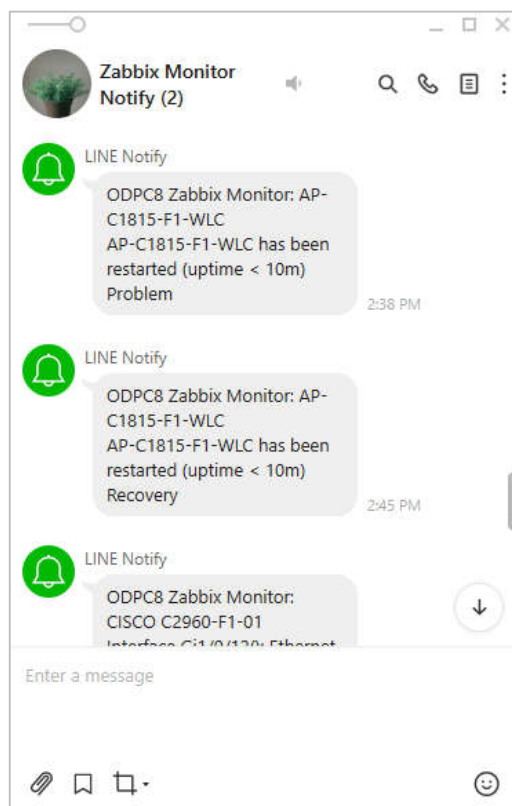 Zabbix Monitor
Notify (2)
LINE Notify
ODPC8 Zabbix Monitor: AP-
C1815-F1-WLC
AP-C1815-F1-WLC has been
restarted (uptime < 10m)
Problem
2:38 PM
LINE Notify
ODPC8 Zabbix Monitor: AP-
C1815-F1-WLC
AP-C1815-F1-WLC has been
restarted (uptime < 10m)
Recovery
2:45 PM
LINE Notify
ODPC8 Zabbix Monitor:
CISCO C2960-F1-01
Interface Ethernet
Enter a message